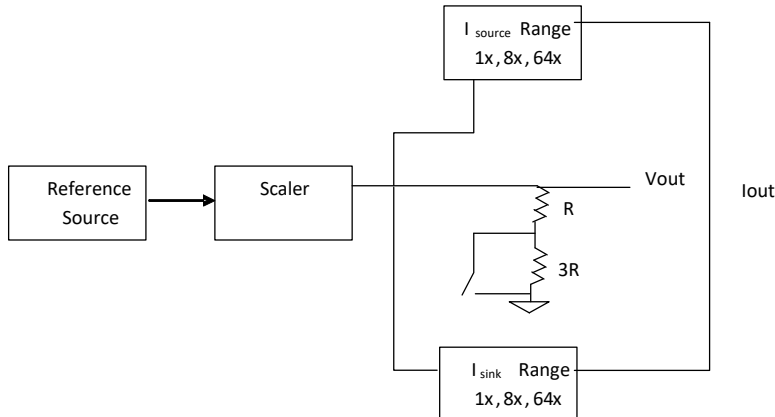 I source Range
1x, 8x, 64x
Reference
Source
Scaler
Vout
Iout
R
3R
I sink Range
1x, 8x, 64x